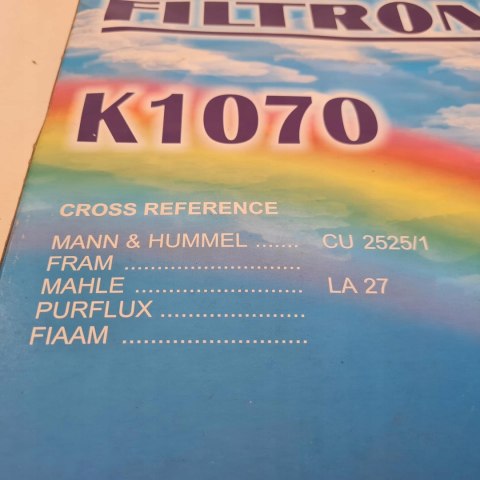 FILTRON
K1070
CROSS REFERENCE
MANN & HUMMEL ....... CU 2525/1
FRAM ............................
MAHLE ........................... LA 27
PURFLUX .......................
FIAAM .............................